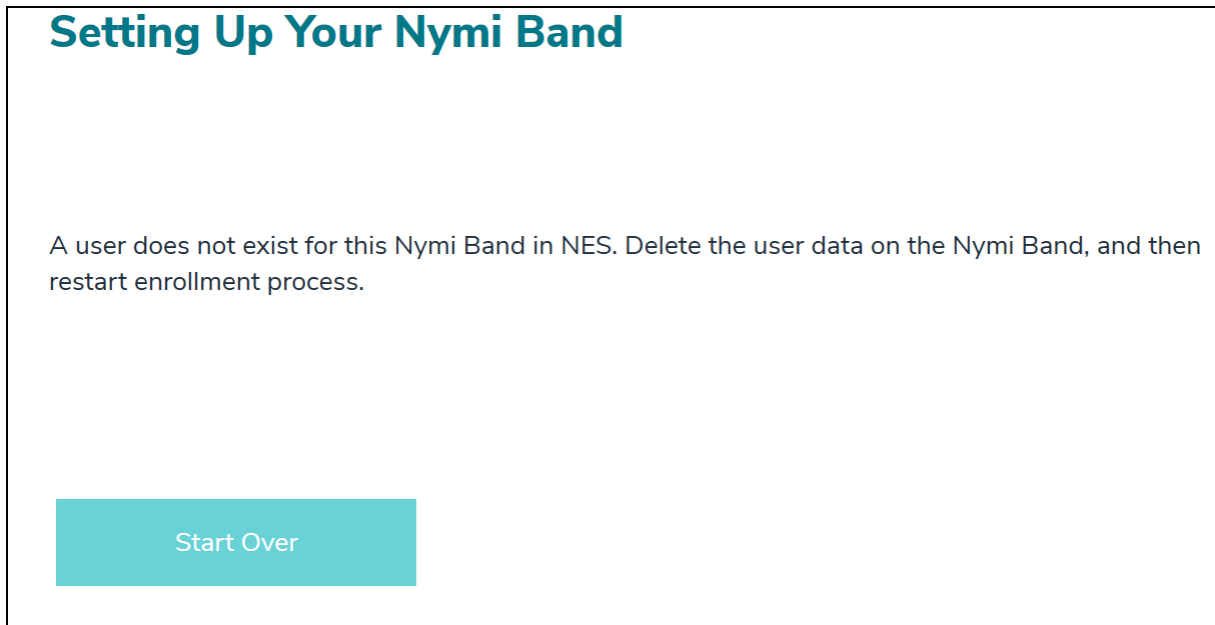 Setting Up Your Nymi Band
A user does not exist for this Nymi Band in NES. Delete the user data on the Nymi Band, and then
restart enrollment process.
Start Over